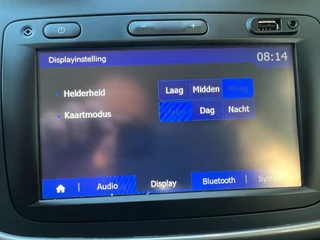 Displayinstelling 08:14
Helderheid Laag Midden
Kaartmodus Dag Nacht
Audio Display Bluetooth